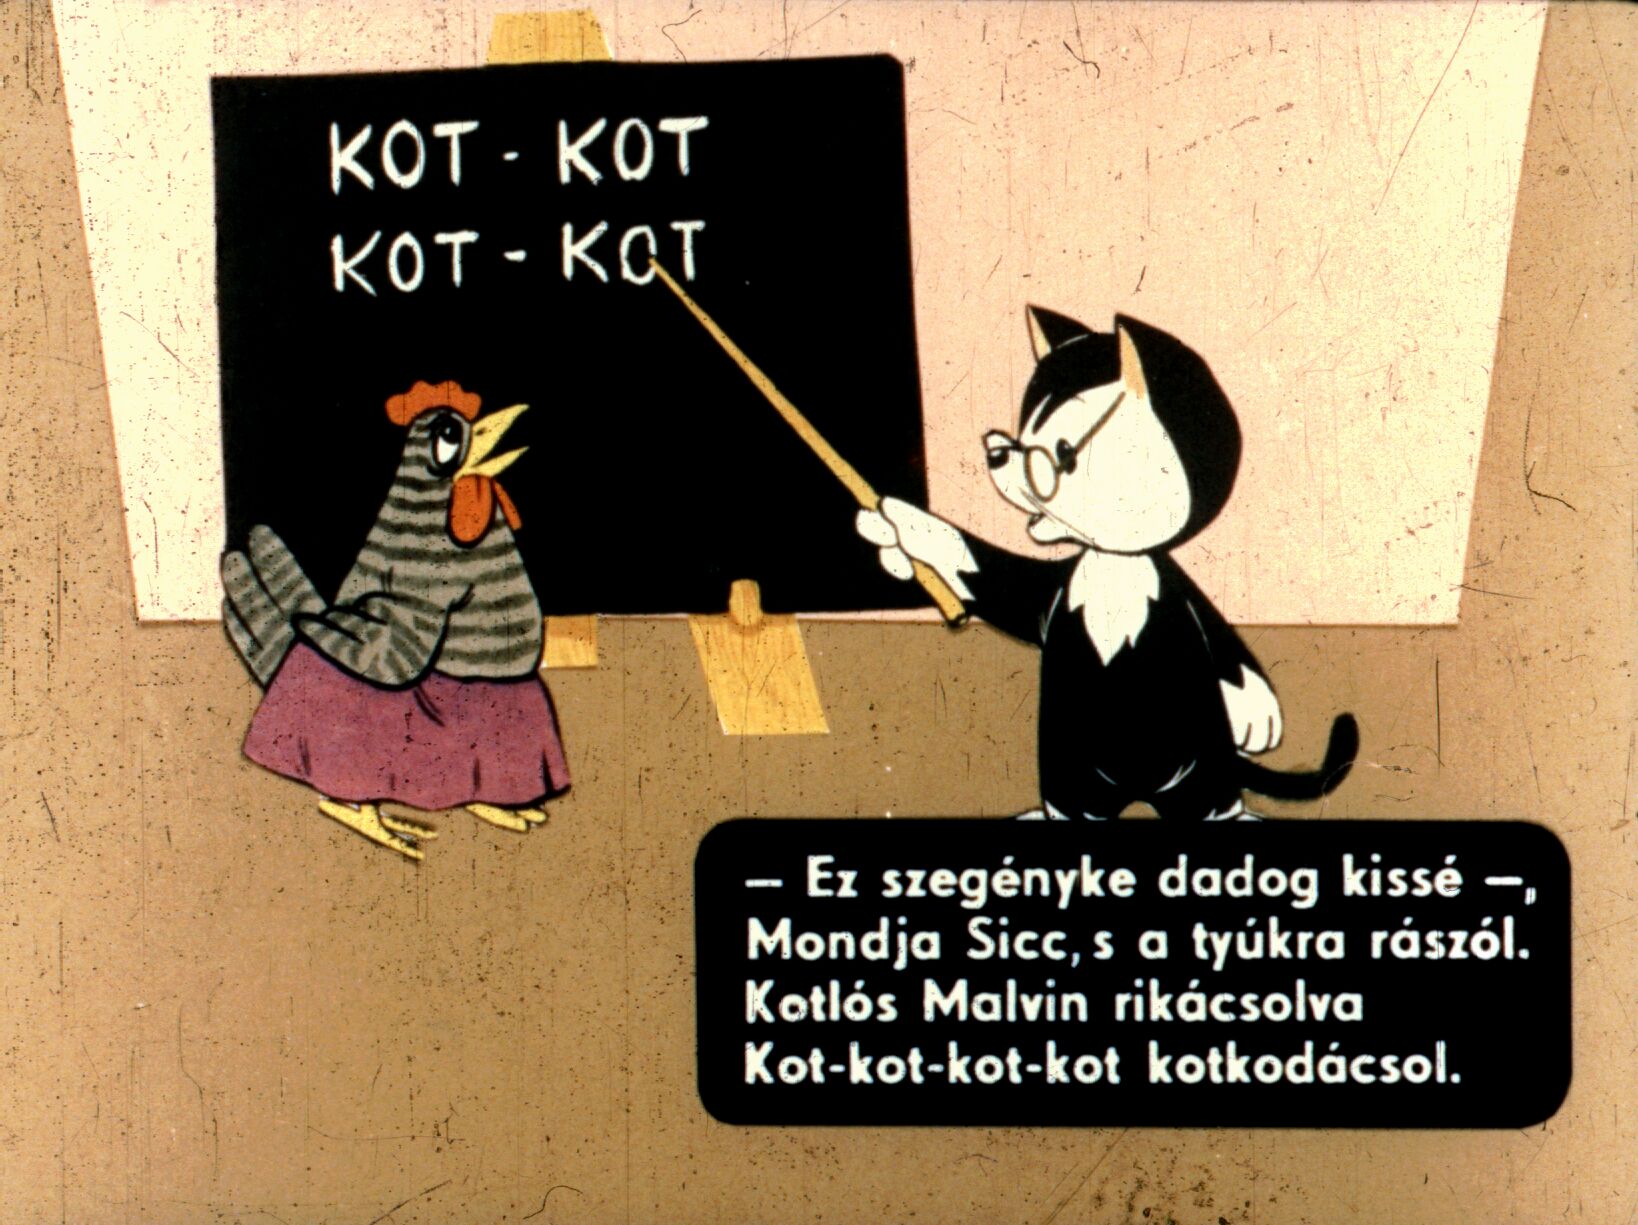 KOT - KOT
KOT - KOT
— Ez szegényke dadog kissé —„
Mondja Sicc, s a tyúkra rászól.
Kotlós Malvin rikácsolva
Kot-kot-kot-kot kotkodácsol.